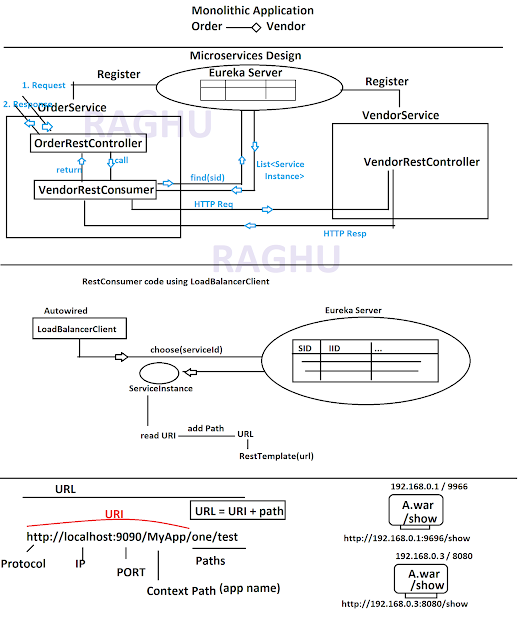 Monolithic Application
Order Vendor
Microservices Design
Register
Eureka Server
Register
1. Request
2. Response
OrderService
VendorService
RAGHU
OrderRestController
return
call
VendorRestConsumer
find(sid)
List<Service
Instance>
VendorRestController
HTTP Req
HTTP Resp
RAGHU
RestConsumer code using LoadBalancerClient
Autowired
LoadBalancerClient
choose(serviceId)
ServiceInstance
Eureka Server
SID IID ...
read URI add Path URL
RestTemplate(url)
URL
URI
URL = URI + path
http://localhost:9090/MyApp/one/test
Protocol IP PORT Paths
Context Path (app name)
192.168.0.1 / 9966
A.war
/show
http://192.168.0.1:9696/show
192.168.0.3 / 8080
A.war
/show
http://192.168.0.3:8080/show